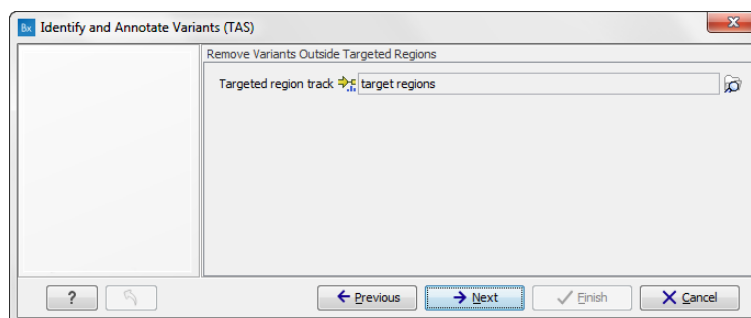 Bx Identify and Annotate Variants (TAS) X
Remove Variants Outside Targeted Regions
Targeted region track target regions
? Previous Next Finish Cancel